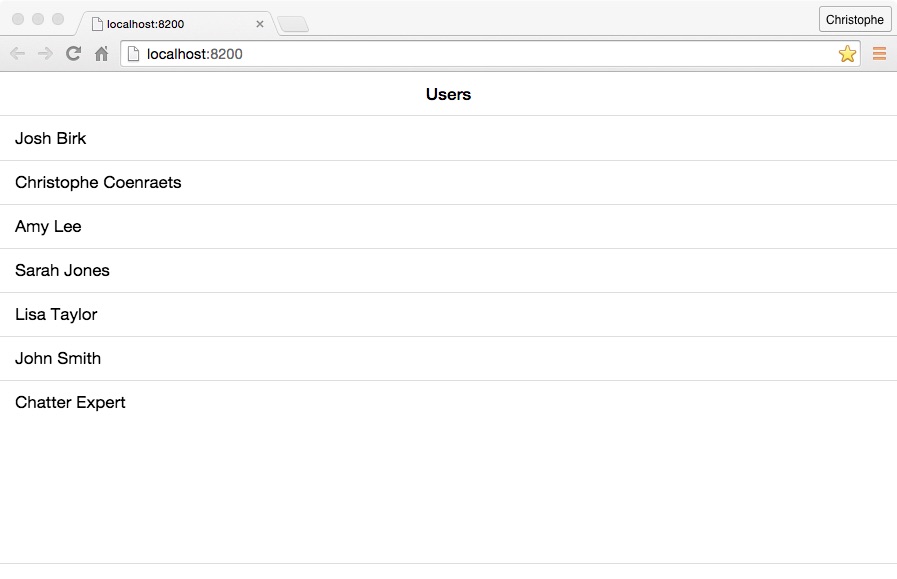 localhost:8200
Christophe
localhost:8200
Users
Josh Birk
Christophe Coenraets
Amy Lee
Sarah Jones
Lisa Taylor
John Smith
Chatter Expert